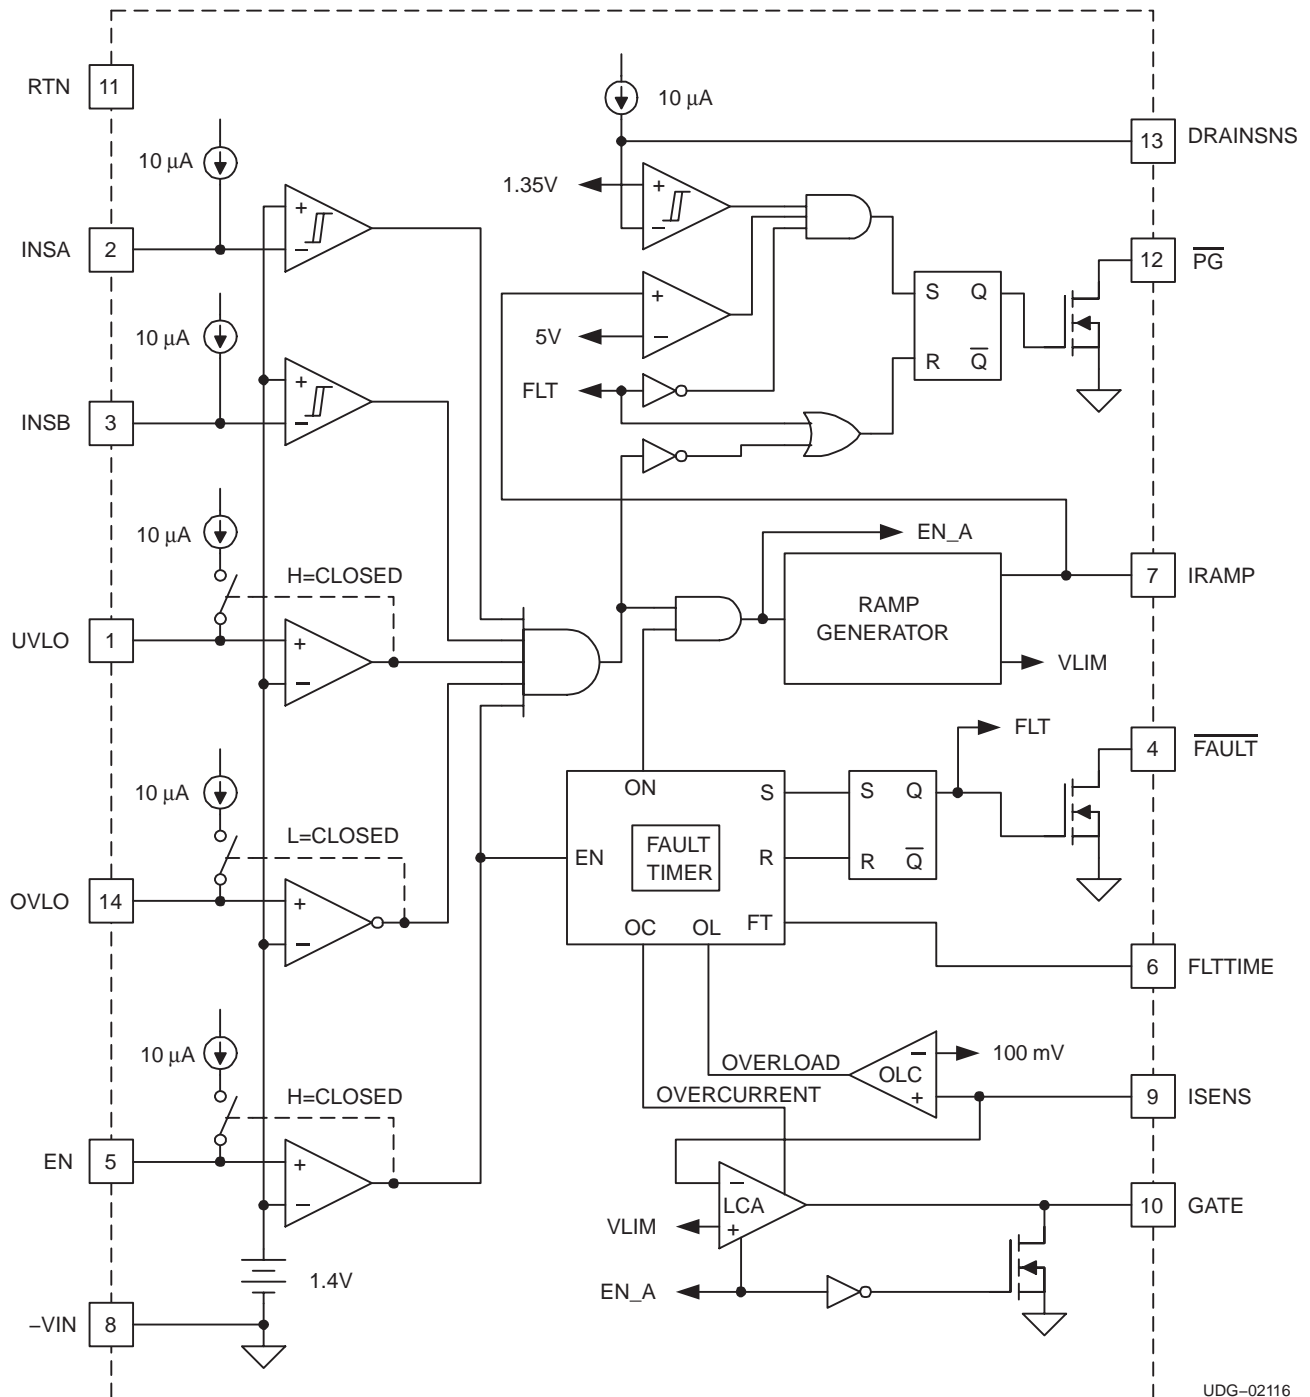 RTN
11
10 μA
INSA
2
+
−
10 μA
INSB
3
+
−
10 μA
H=CLOSED
UVLO
1
+
−
10 μA
L=CLOSED
OVLO
14
+
−
10 μA
H=CLOSED
EN
5
+
−
1.4V
−VIN
8
10 μA
13
DRAINSNS
1.35V
+
−
12
PG
5V
+
−
S
Q
R
Q
FLT
EN_A
RAMP
GENERATOR
7
IRAMP
VLIM
FLT
4
FAULT
ON
S
EN
FAULT
TIMER
R
OC
OL
FT
S
Q
R
Q
6
FLTTIME
OVERLOAD
−
OLC
+
100 mV
OVERCURRENT
9
ISENS
−
LCA
+
VLIM
10
GATE
EN_A
UDG−02116